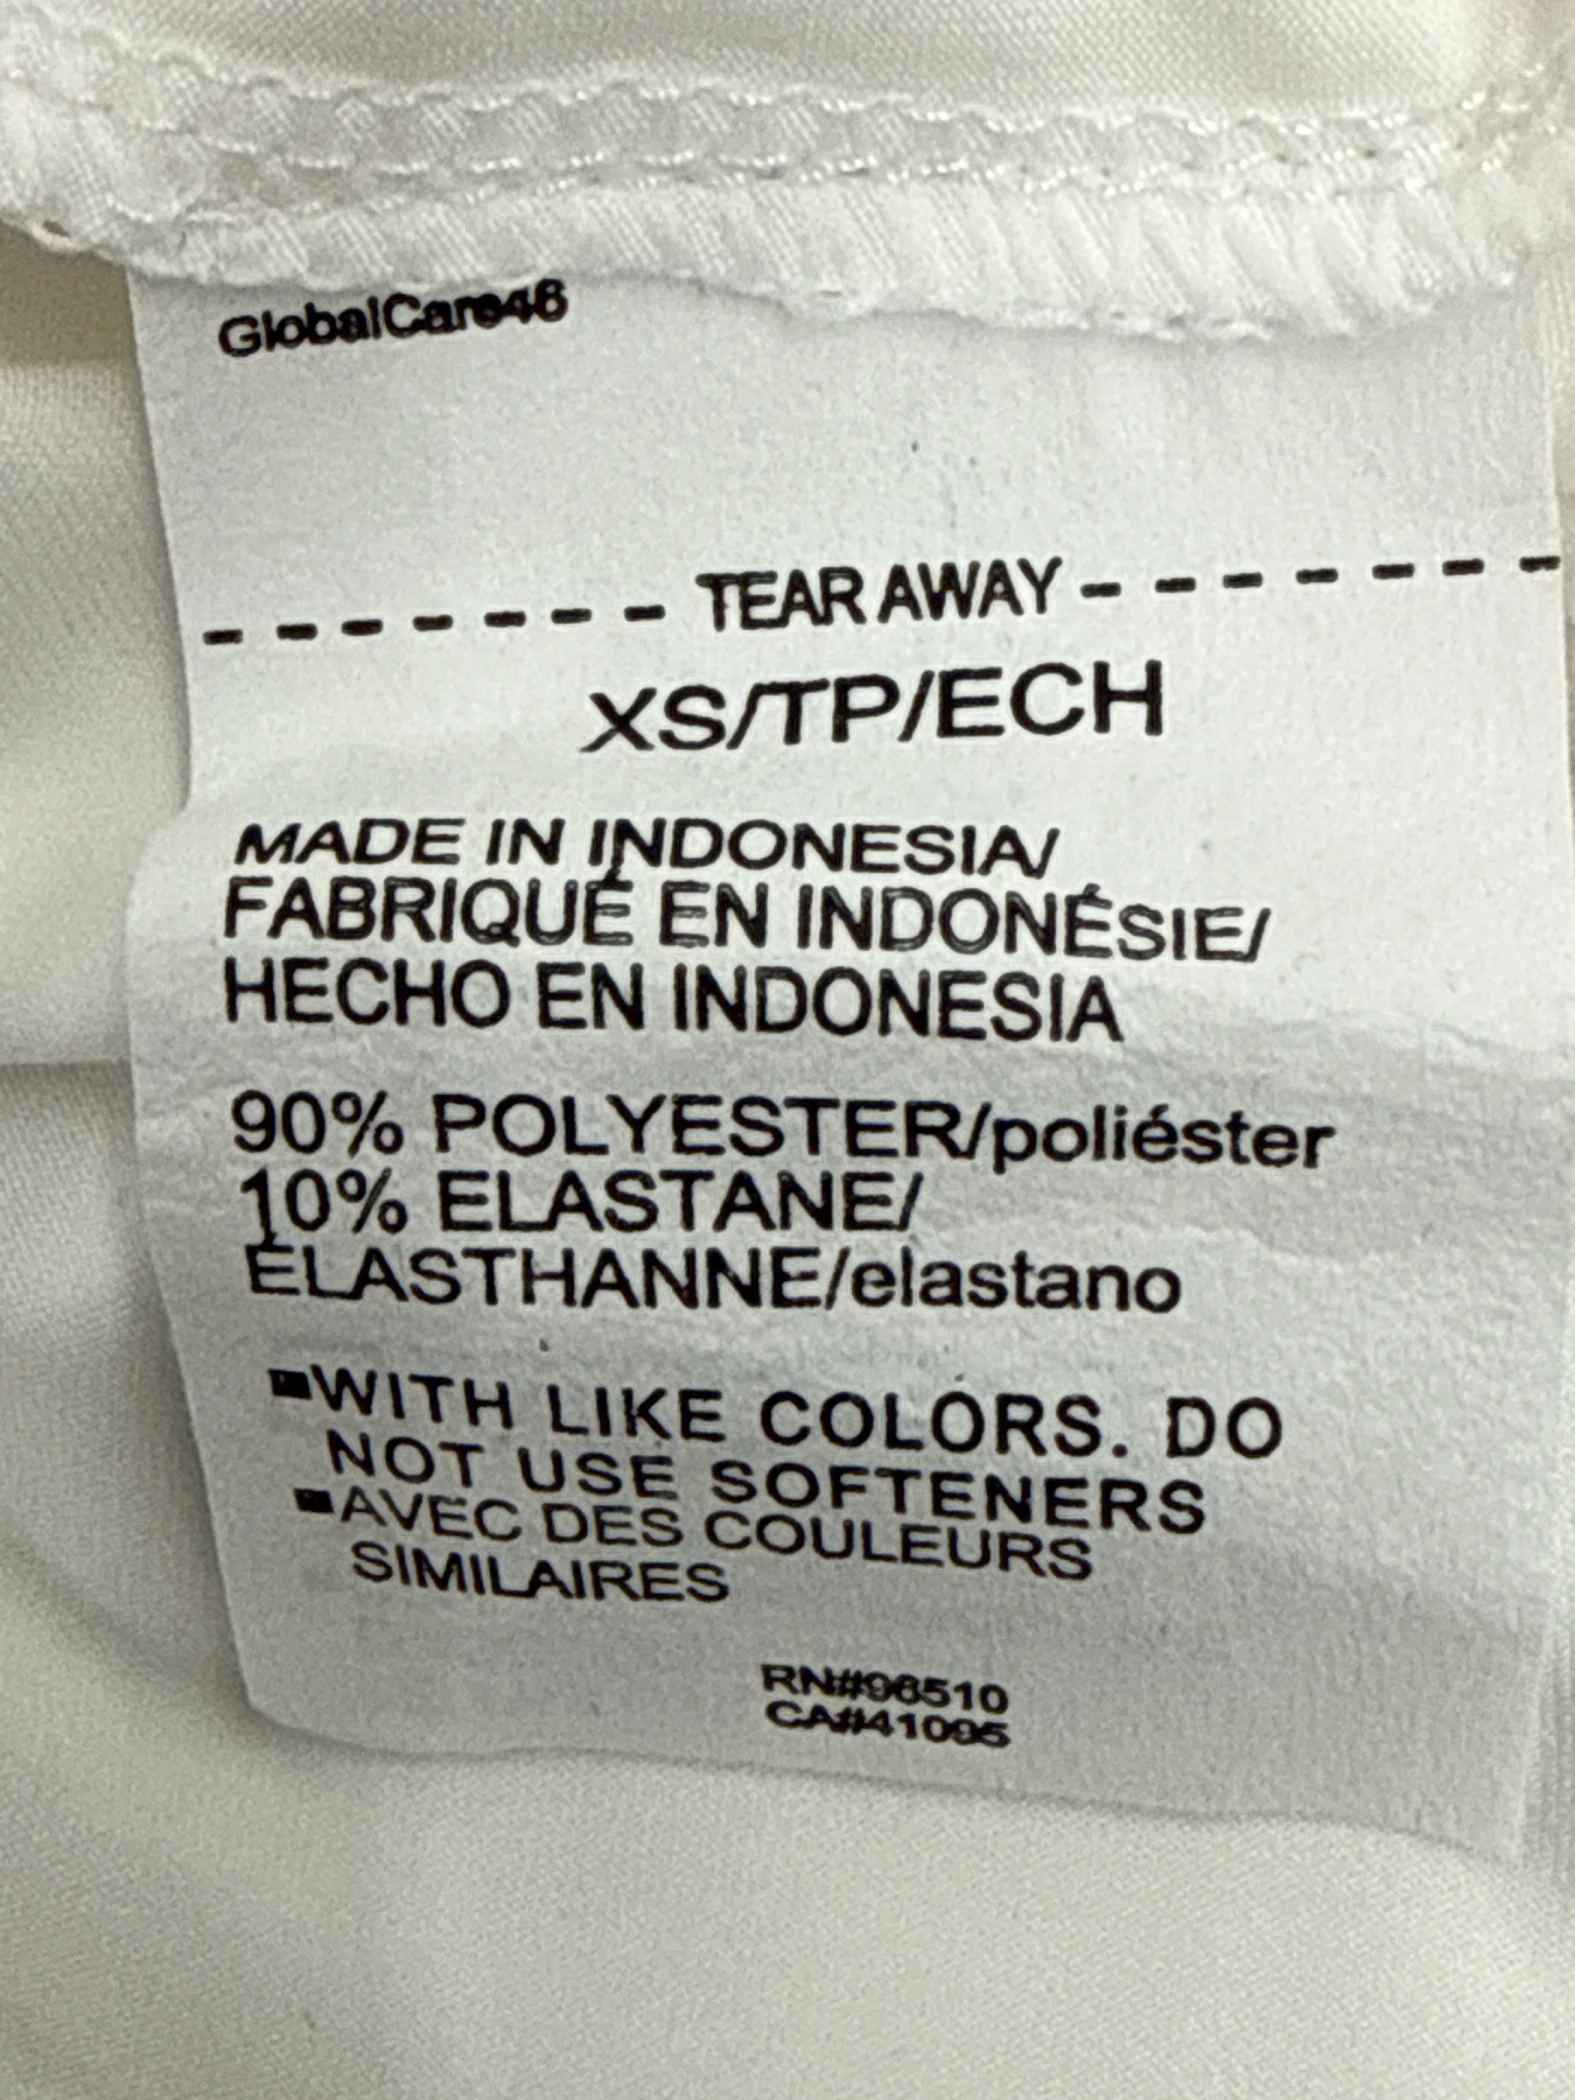 GlobalCare46
- - - - - - - TEAR AWAY - - - - - - -
XS/TP/ECH
MADE IN INDONESIA/
FABRIQUÉ EN INDONÉSIE/
HECHO EN INDONESIA
90% POLYESTER/poliéster
10% ELASTANE/
ÉLASTHANNE/elastano
▪WITH LIKE COLORS. DO
NOT USE SOFTENERS
▪AVEC DES COULEURS
SIMILAIRES
RN#96510
CA#41095